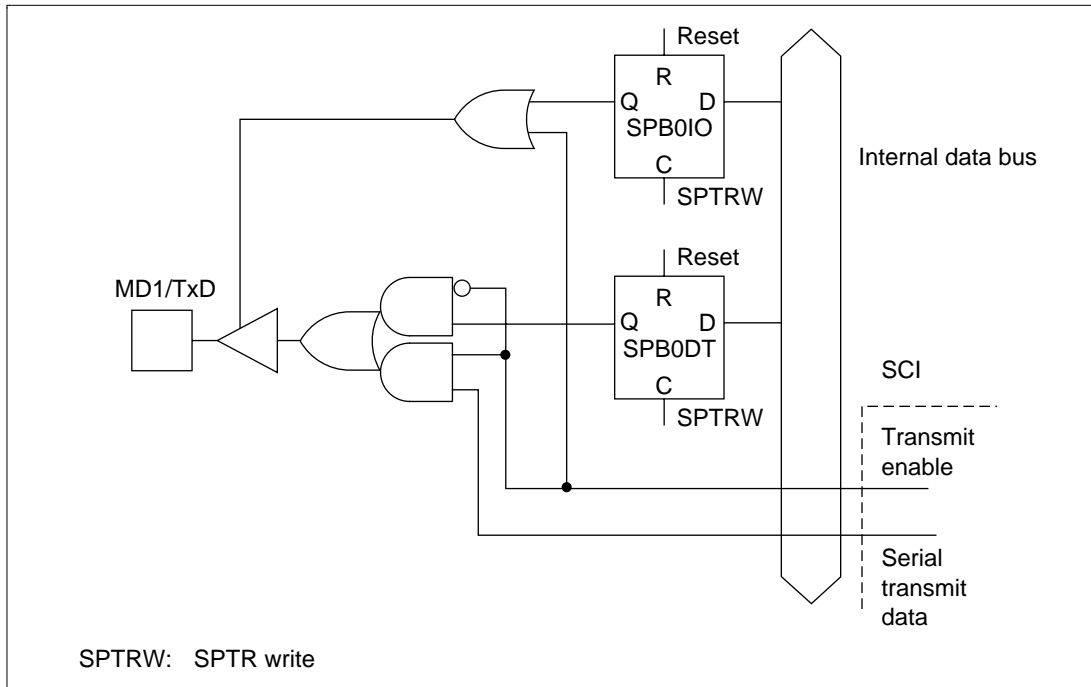 Reset
R
Q D
SPB0IO
C
SPTRW
Internal data bus
Reset
MD1/TxD
R
Q D
SPB0DT
C
SPTRW
SCI
Transmit
enable
Serial
transmit
data
SPTRW: SPTR write